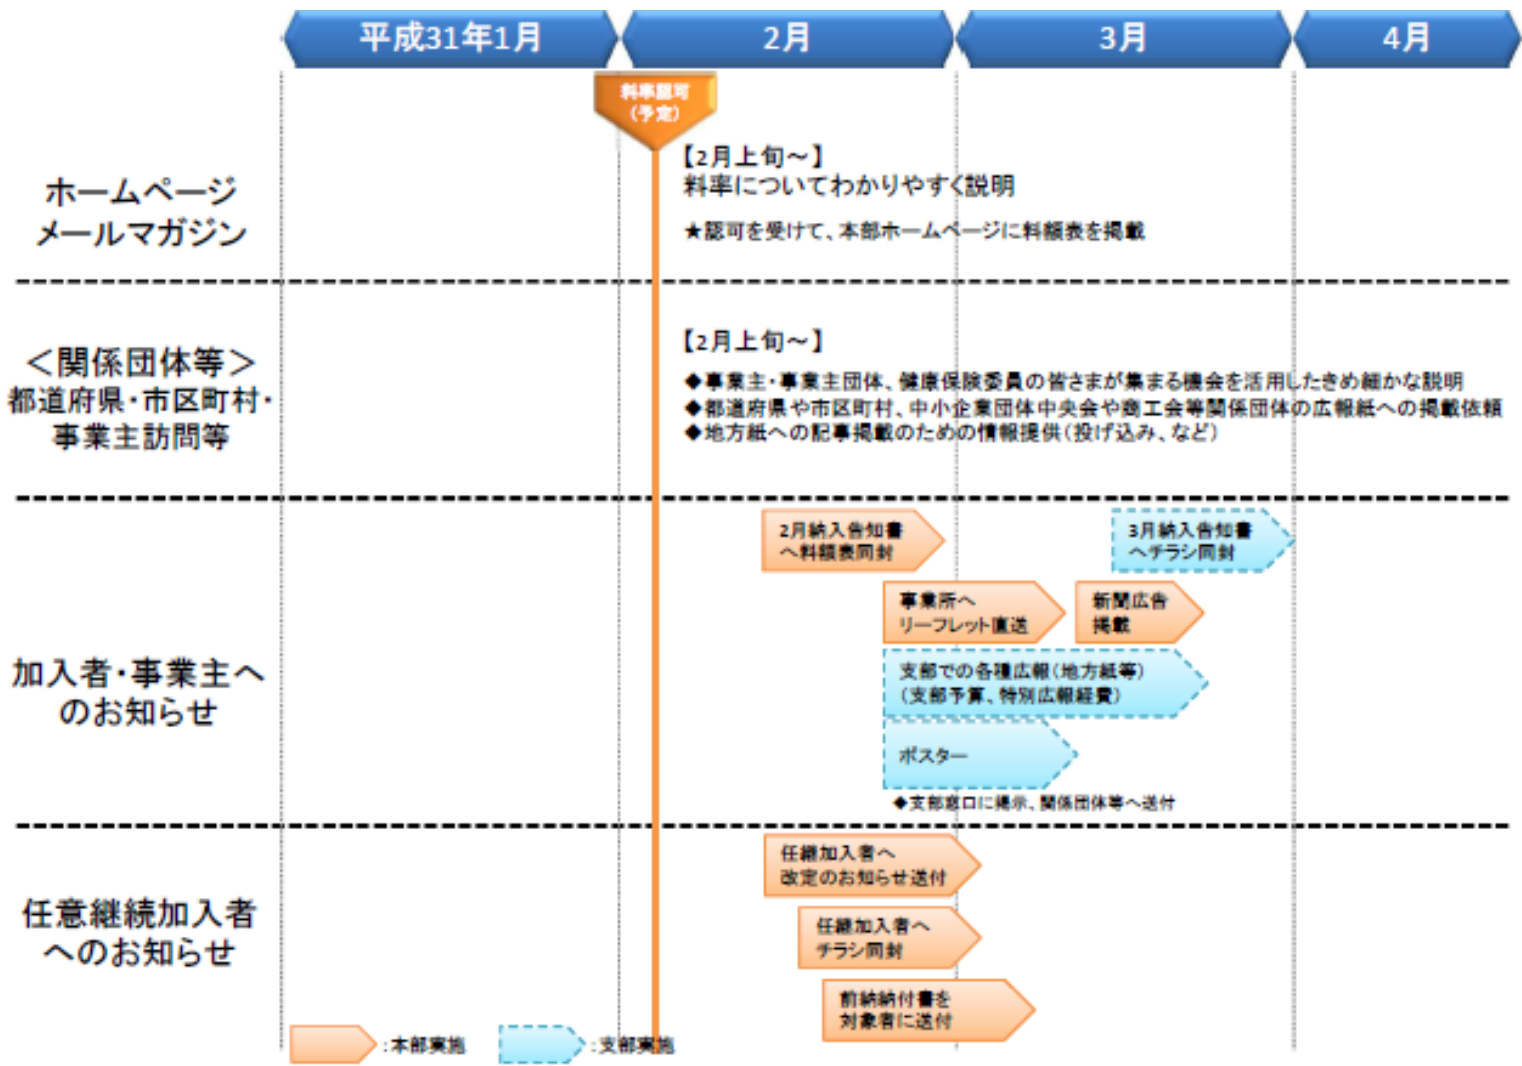 平成31年1月
2月
3月
4月
料率認可
(予定)
ホームページ
メールマガジン
【2月上旬～】
料率についてわかりやすく説明
★認可を受けて、本部ホームページに料額表を掲載
＜関係団体等＞
都道府県・市区町村・
事業主訪問等
【2月上旬～】
◆事業主・事業主団体、健康保険委員の皆さまが集まる機会を活用したきめ細かな説明
◆都道府県や市区町村、中小企業団体中央会や商工会等関係団体の広報紙への掲載依頼
◆地方紙への記事掲載のための情報提供(投げ込み、など)
加入者・事業主へ
のお知らせ
2月納入告知書
へ料額表同封
3月納入告知書
へチラシ同封
事業所へ
リーフレット直送
新聞広告
掲載
支部での各種広報(地方紙等)
(支部予算、特別広報経費)
ポスター
◆支部窓口に掲示、関係団体等へ送付
任意継続加入者
へのお知らせ
任継加入者へ
改定のお知らせ送付
任継加入者へ
チラシ同封
前納納付書を
対象者に送付
:本部実施
:支部実施